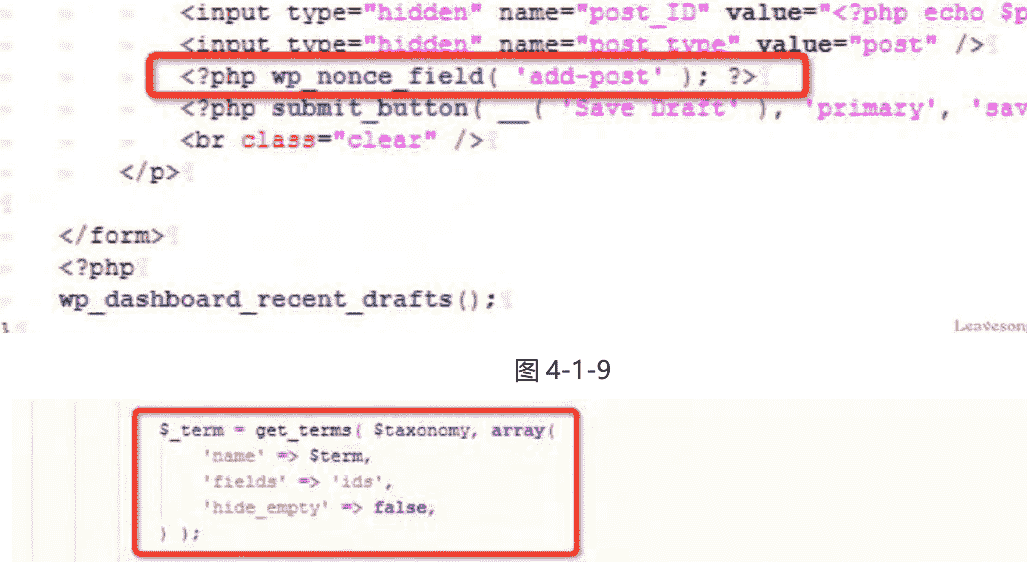 <input type="hidden" name="post_ID" value="<?php echo $p
<input type="hidden" name="post_type" value="post" />
<?php wp_nonce_field( 'add-post' ); ?>
<?php submit_button( __( 'Save Draft' ), 'primary', 'sav
<br class="clear" />
</p>
</form>
<?php
wp_dashboard_recent_drafts();
Leavesong
图 4-1-9
$_term = get_terms( $taxonomy, array(
'name' => $term,
'fields' => 'ids',
'hide_empty' => false,
) );